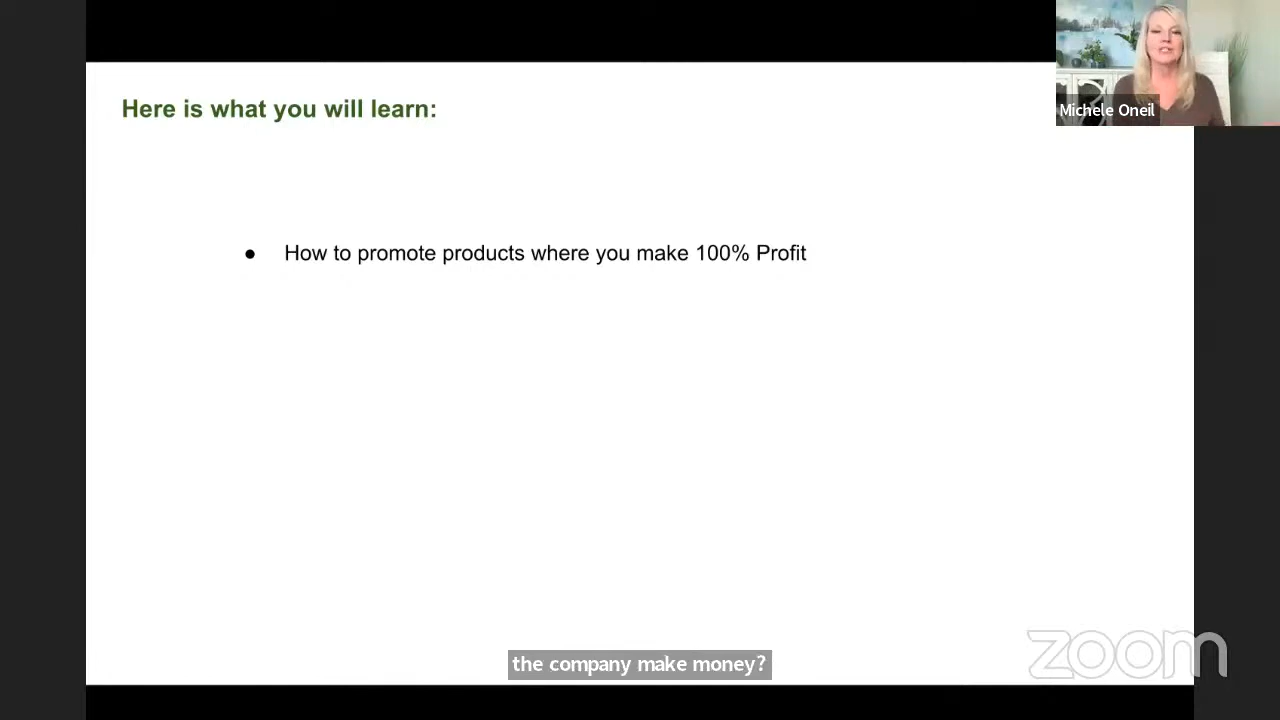 Here is what you will learn:
Michele Oneil
● How to promote products where you make 100% Profit
zoom
the company make money?